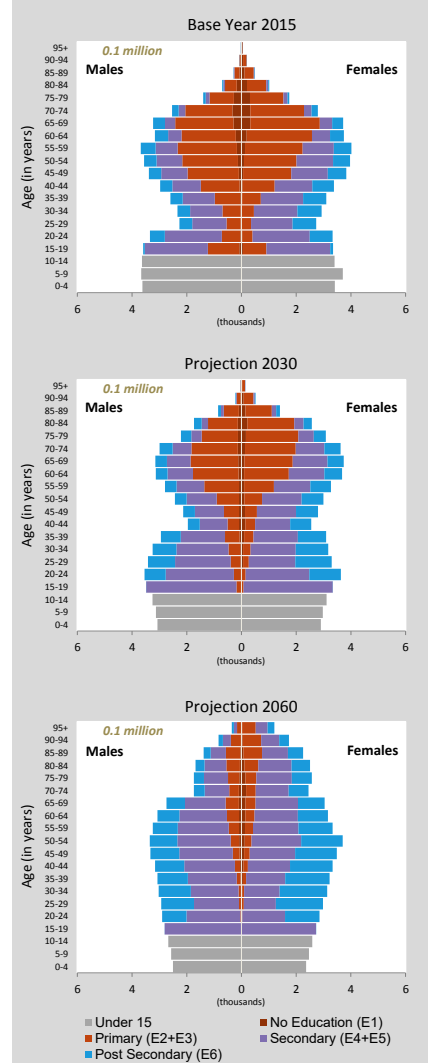 Base Year 2015
0.1 million
Males
Females
Age (in years)
95+
90-94
85-89
80-84
75-79
70-74
65-69
60-64
55-59
50-54
45-49
40-44
35-39
30-34
25-29
20-24
15-19
10-14
5-9
0-4
6 4 2 0 2 4 6
(thousands)
Projection 2030
0.1 million
Males
Females
Age (in years)
95+
90-94
85-89
80-84
75-79
70-74
65-69
60-64
55-59
50-54
45-49
40-44
35-39
30-34
25-29
20-24
15-19
10-14
5-9
0-4
6 4 2 0 2 4 6
(thousands)
Projection 2060
0.1 million
Males
Females
Age (in years)
95+
90-94
85-89
80-84
75-79
70-74
65-69
60-64
55-59
50-54
45-49
40-44
35-39
30-34
25-29
20-24
15-19
10-14
5-9
0-4
6 4 2 0 2 4 6
(thousands)
Under 15
No Education (E1)
Primary (E2+E3)
Secondary (E4+E5)
Post Secondary (E6)